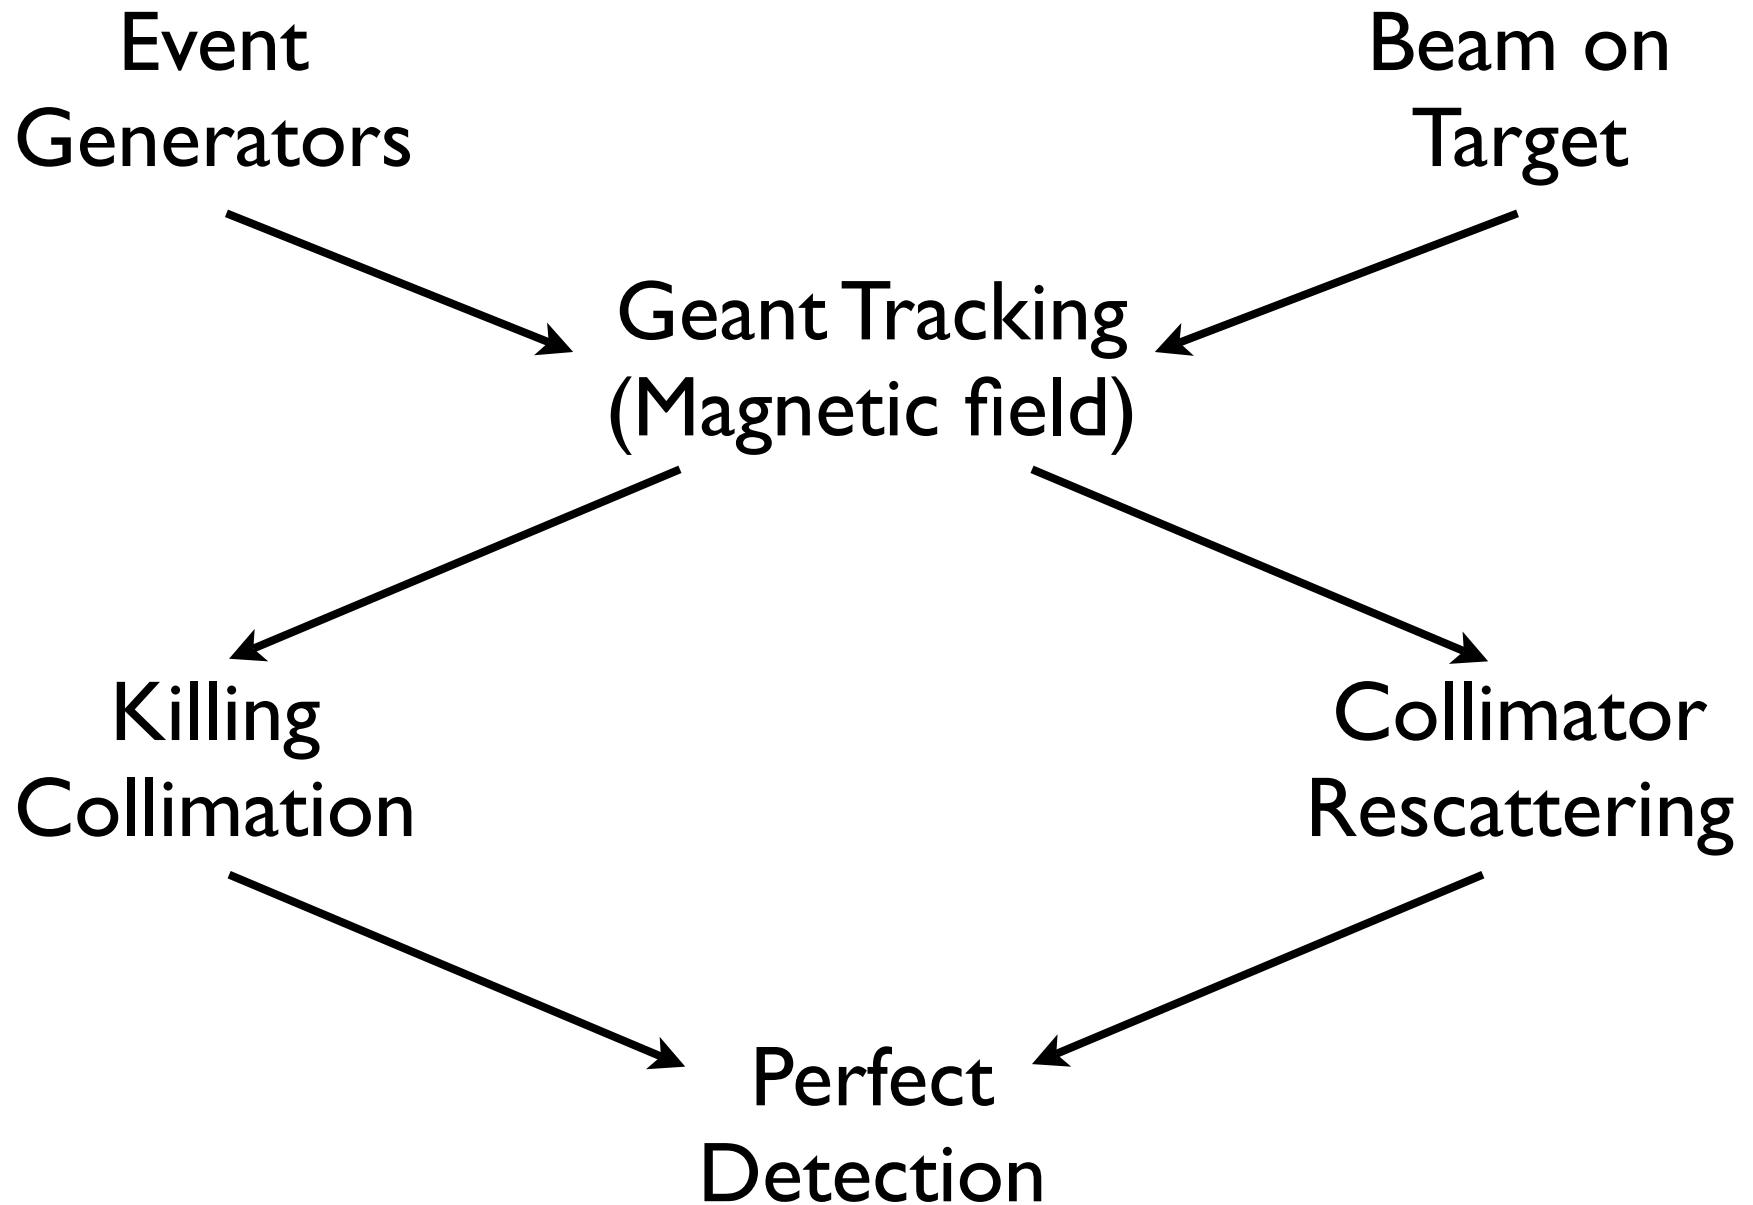 Event
Generators
Beam on
Target
Geant Tracking
(Magnetic field)
Killing
Collimation
Collimator
Rescattering
Perfect
Detection